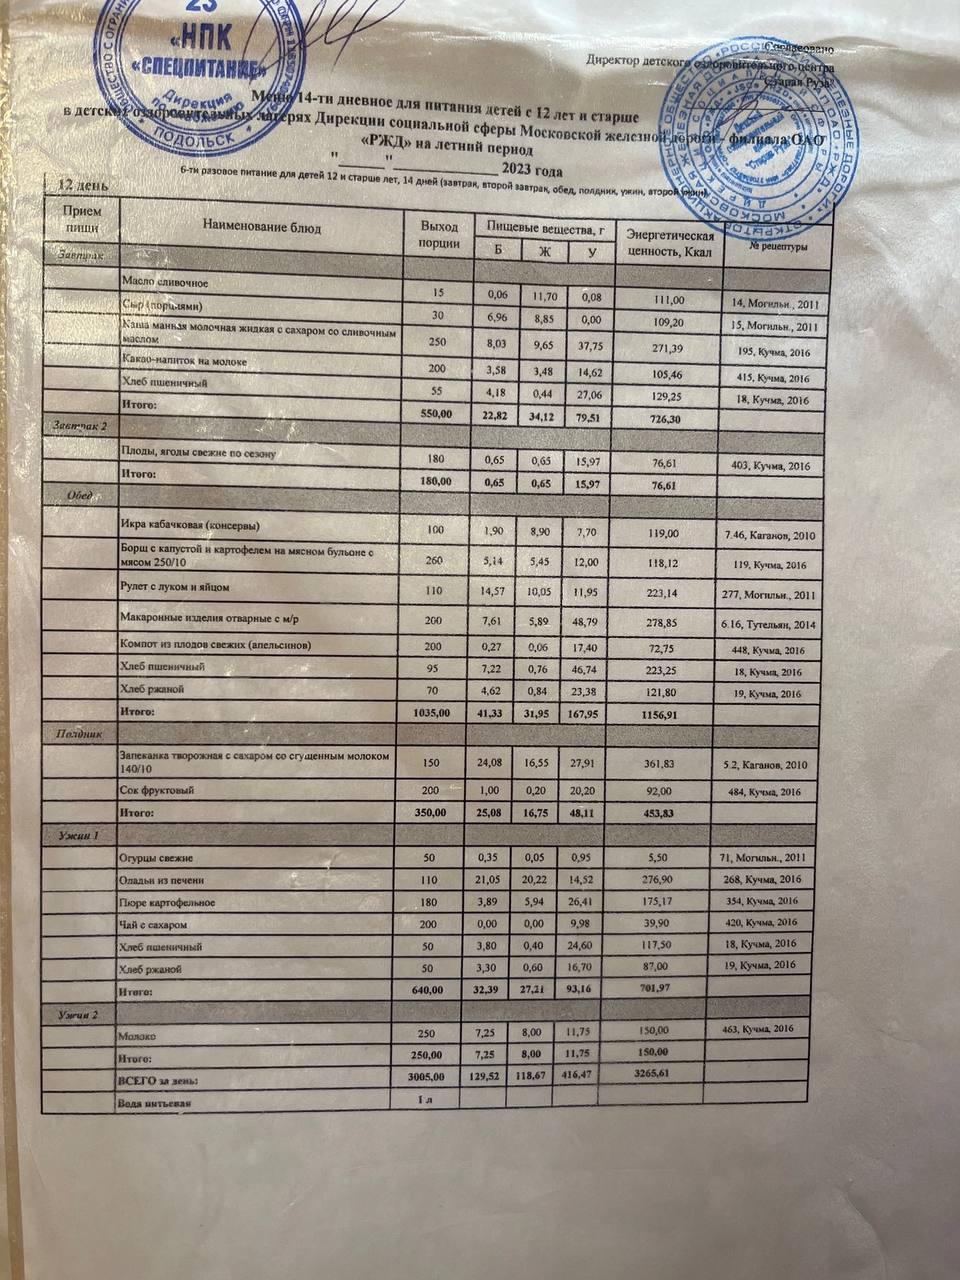 23
«НПК
«СПЕЦПИТАНИЕ»
Дирекция
ПОДОЛЬСК
Согласовано
Директор детского оздоровительного центра
"Старая Руза"
Меню 14-ти дневное для питания детей с 12 лет и старше
в детских оздоровительных лагерях Дирекции социальной сферы Московской железной дороги - филиала ОАО
«РЖД» на летний период
"______"______________ 2023 года
6-ти разовое питание для детей 12 и старше лет, 14 дней (завтрак, второй завтрак, обед, полдник, ужин, второй ужин)
12 день
Прием пищи Наименование блюд Выход порции Пищевые вещества, г Энергетическая ценность, Ккал № рецептуры
Б Ж У
Завтрак
Масло сливочное 15 0,06 11,70 0,08 111,00 14, Могильн., 2011
Сыр (порциями) 30 6,96 8,85 0,00 109,20 15, Могильн., 2011
Каша манная молочная жидкая с сахаром со сливочным маслом 250 8,03 9,65 37,75 271,39 195, Кучма, 2016
Какао-напиток на молоке 200 3,58 3,48 14,62 105,46 415, Кучма, 2016
Хлеб пшеничный 55 4,18 0,44 27,06 129,25 18, Кучма, 2016
Итого: 550,00 22,82 34,12 79,51 726,30
Завтрак 2
Плоды, ягоды свежие по сезону 180 0,65 0,65 15,97 76,61 403, Кучма, 2016
Итого: 180,00 0,65 0,65 15,97 76,61
Обед
Икра кабачковая (консервы) 100 1,90 8,90 7,70 119,00 7.46, Каганов, 2010
Борщ с капустой и картофелем на мясном бульоне с мясом 250/10 260 5,14 5,45 12,00 118,12 119, Кучма, 2016
Рулет с луком и яйцом 110 14,57 10,05 11,95 223,14 277, Могильн., 2011
Макаронные изделия отварные с м/р 200 7,61 5,89 48,79 278,85 6.16, Тутельян, 2014
Компот из плодов свежих (апельсинов) 200 0,27 0,06 17,40 72,75 448, Кучма, 2016
Хлеб пшеничный 95 7,22 0,76 46,74 223,25 18, Кучма, 2016
Хлеб ржаной 70 4,62 0,84 23,38 121,80 19, Кучма, 2016
Итого: 1035,00 41,33 31,95 167,95 1156,91
Полдник
Запеканка творожная с сахаром со сгущенным молоком 140/10 150 24,08 16,55 27,91 361,83 5.2, Каганов, 2010
Сок фруктовый 200 1,00 0,20 20,20 92,00 484, Кучма, 2016
Итого: 350,00 25,08 16,75 48,11 453,83
Ужин 1
Огурцы свежие 50 0,35 0,05 0,95 5,50 71, Могильн., 2011
Оладьи из печени 110 21,05 20,22 14,52 276,90 268, Кучма, 2016
Пюре картофельное 180 3,89 5,94 26,41 175,17 354, Кучма, 2016
Чай с сахаром 200 0,00 0,00 9,98 39,90 420, Кучма, 2016
Хлеб пшеничный 50 3,80 0,40 24,60 117,50 18, Кучма, 2016
Хлеб ржаной 50 3,30 0,60 16,70 87,00 19, Кучма, 2016
Итого: 640,00 32,39 27,21 93,16 701,97
Ужин 2
Молоко 250 7,25 8,00 11,75 150,00 463, Кучма, 2016
Итого: 250,00 7,25 8,00 11,75 150,00
ВСЕГО за день: 3005,00 129,52 118,67 416,47 3265,61
Вода питьевая 1 л